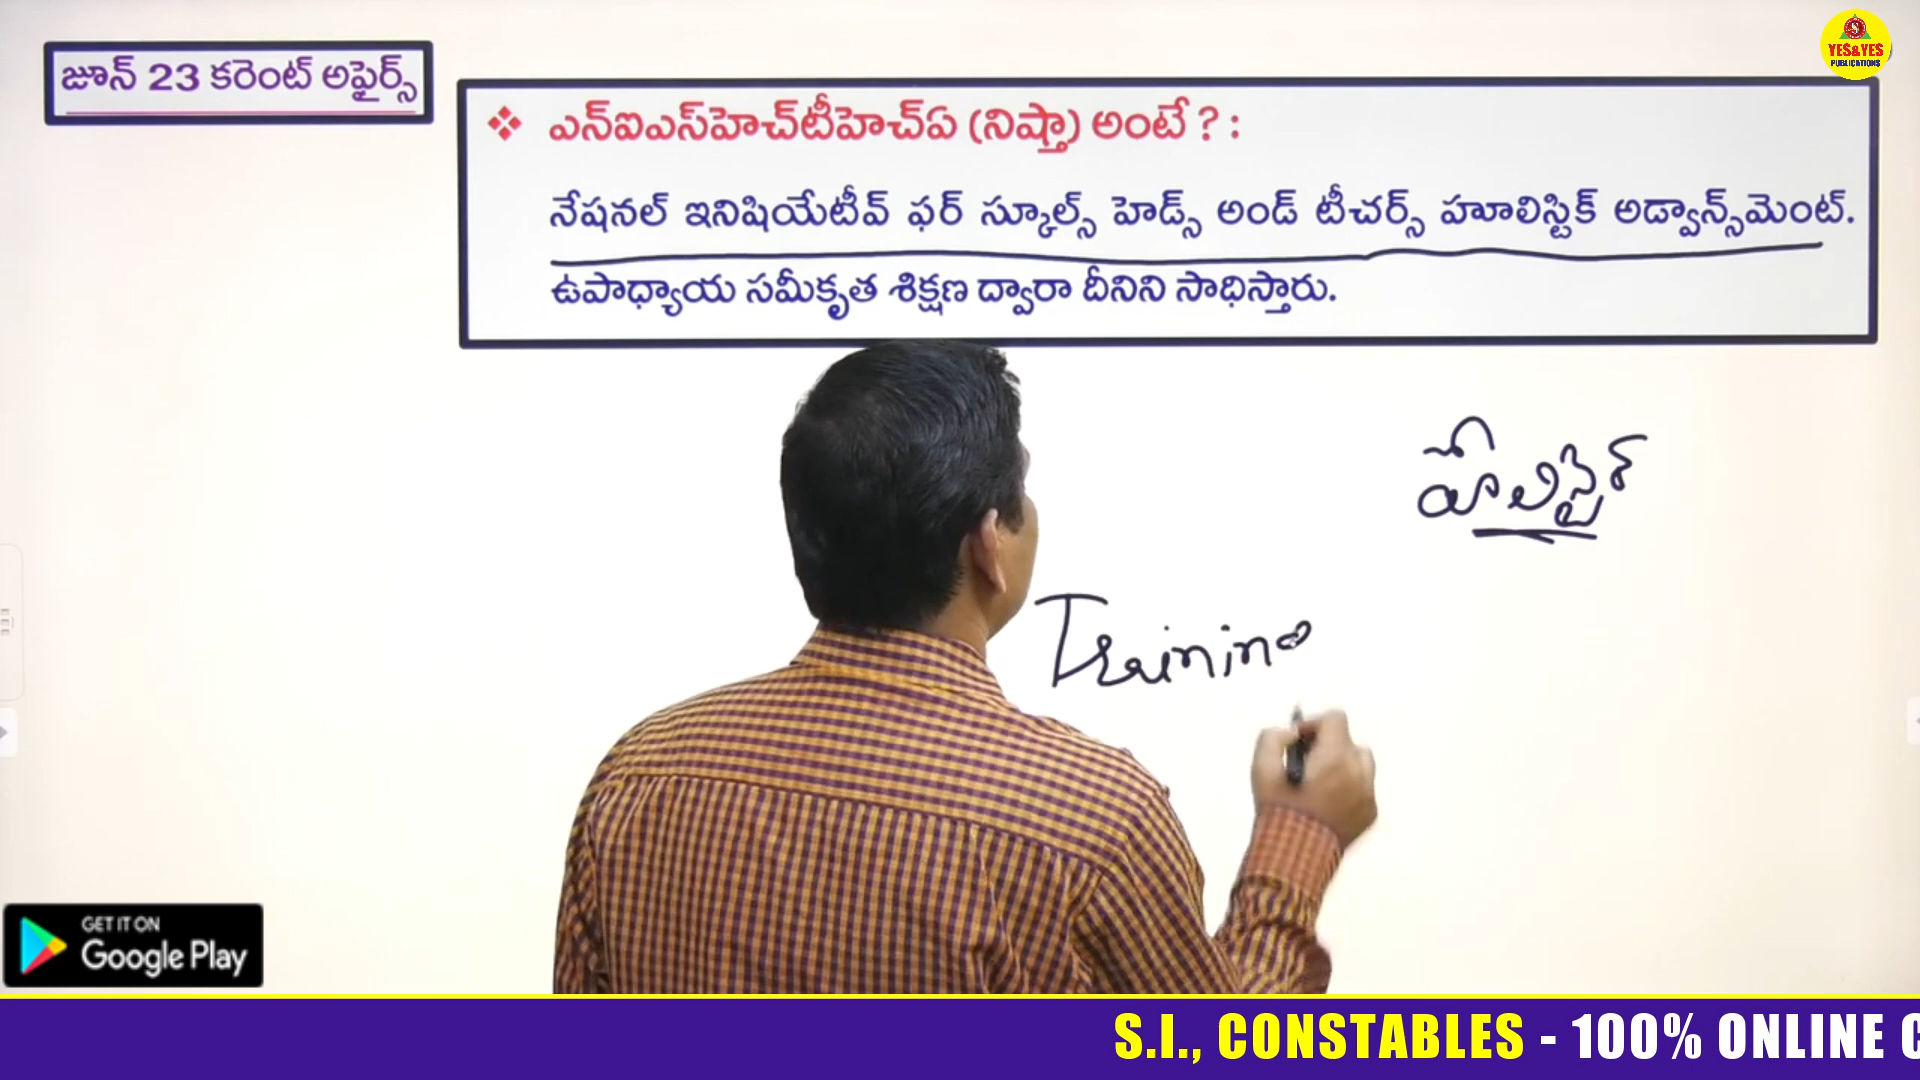 జూన్ 23 కరెంట్ అఫైర్స్
YES&YES
PUBLICATIONS
❖ ఎన్ఐఎస్‌హెచ్‌టీహెచ్‌ఏ (నిష్తా) అంటే ? :
నేషనల్ ఇనిషియేటీవ్ ఫర్ స్కూల్స్ హెడ్స్ అండ్ టీచర్స్ హూలిస్టిక్ అడ్వాన్స్‌మెంట్.
ఉపాధ్యాయ సమీకృత శిక్షణ ద్వారా దీనిని సాధిస్తారు.
Trainin
GET IT ON
Google Play
S.I., CONSTABLES - 100% ONLINE C